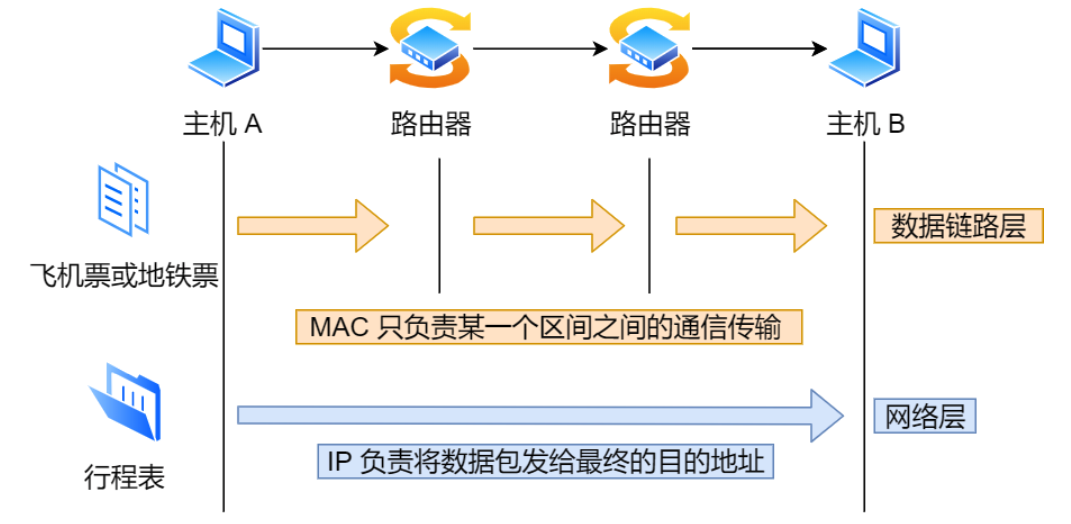 主机 A
路由器
路由器
主机 B
数据链路层
飞机票或地铁票
MAC 只负责某一个区间之间的通信传输
网络层
IP 负责将数据包发给最终的目的地址
行程表